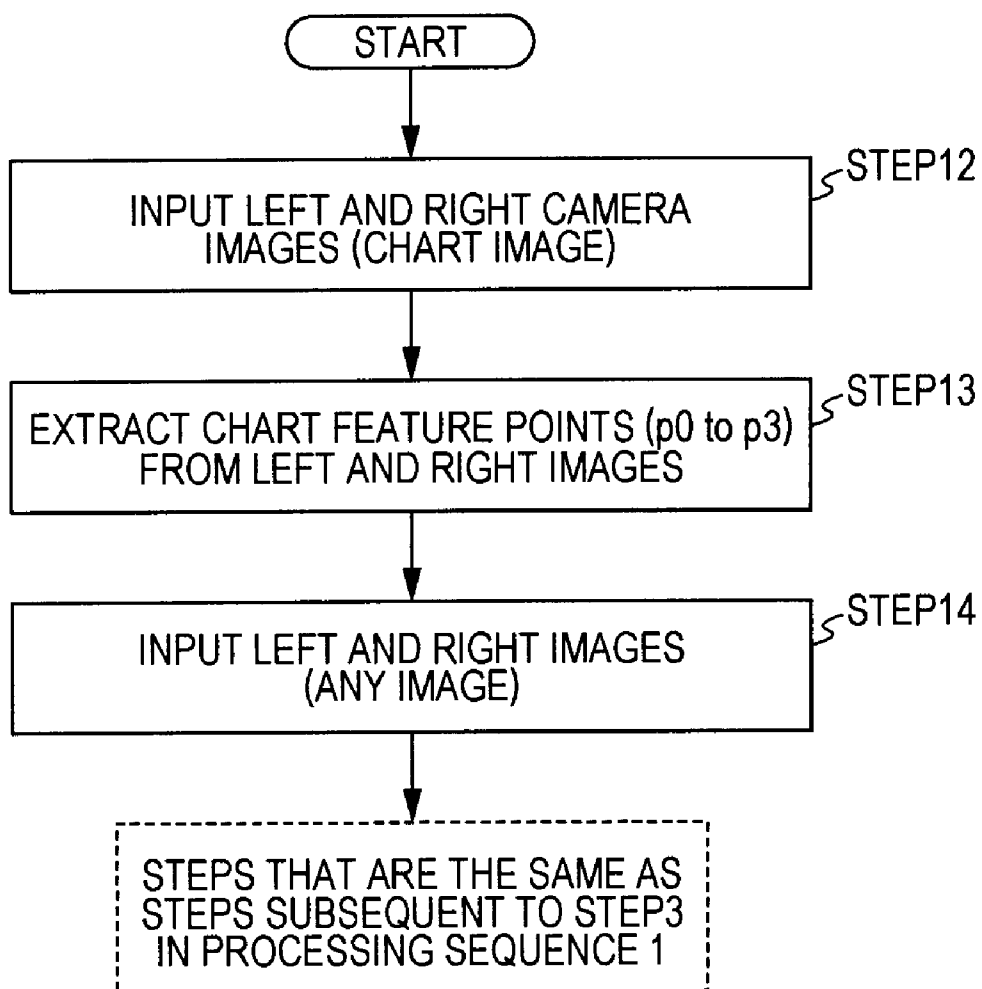 START
STEP12
INPUT LEFT AND RIGHT CAMERA
IMAGES (CHART IMAGE)
STEP13
EXTRACT CHART FEATURE POINTS (p0 to p3)
FROM LEFT AND RIGHT IMAGES
STEP14
INPUT LEFT AND RIGHT IMAGES
(ANY IMAGE)
STEPS THAT ARE THE SAME AS
STEPS SUBSEQUENT TO STEP3
IN PROCESSING SEQUENCE 1